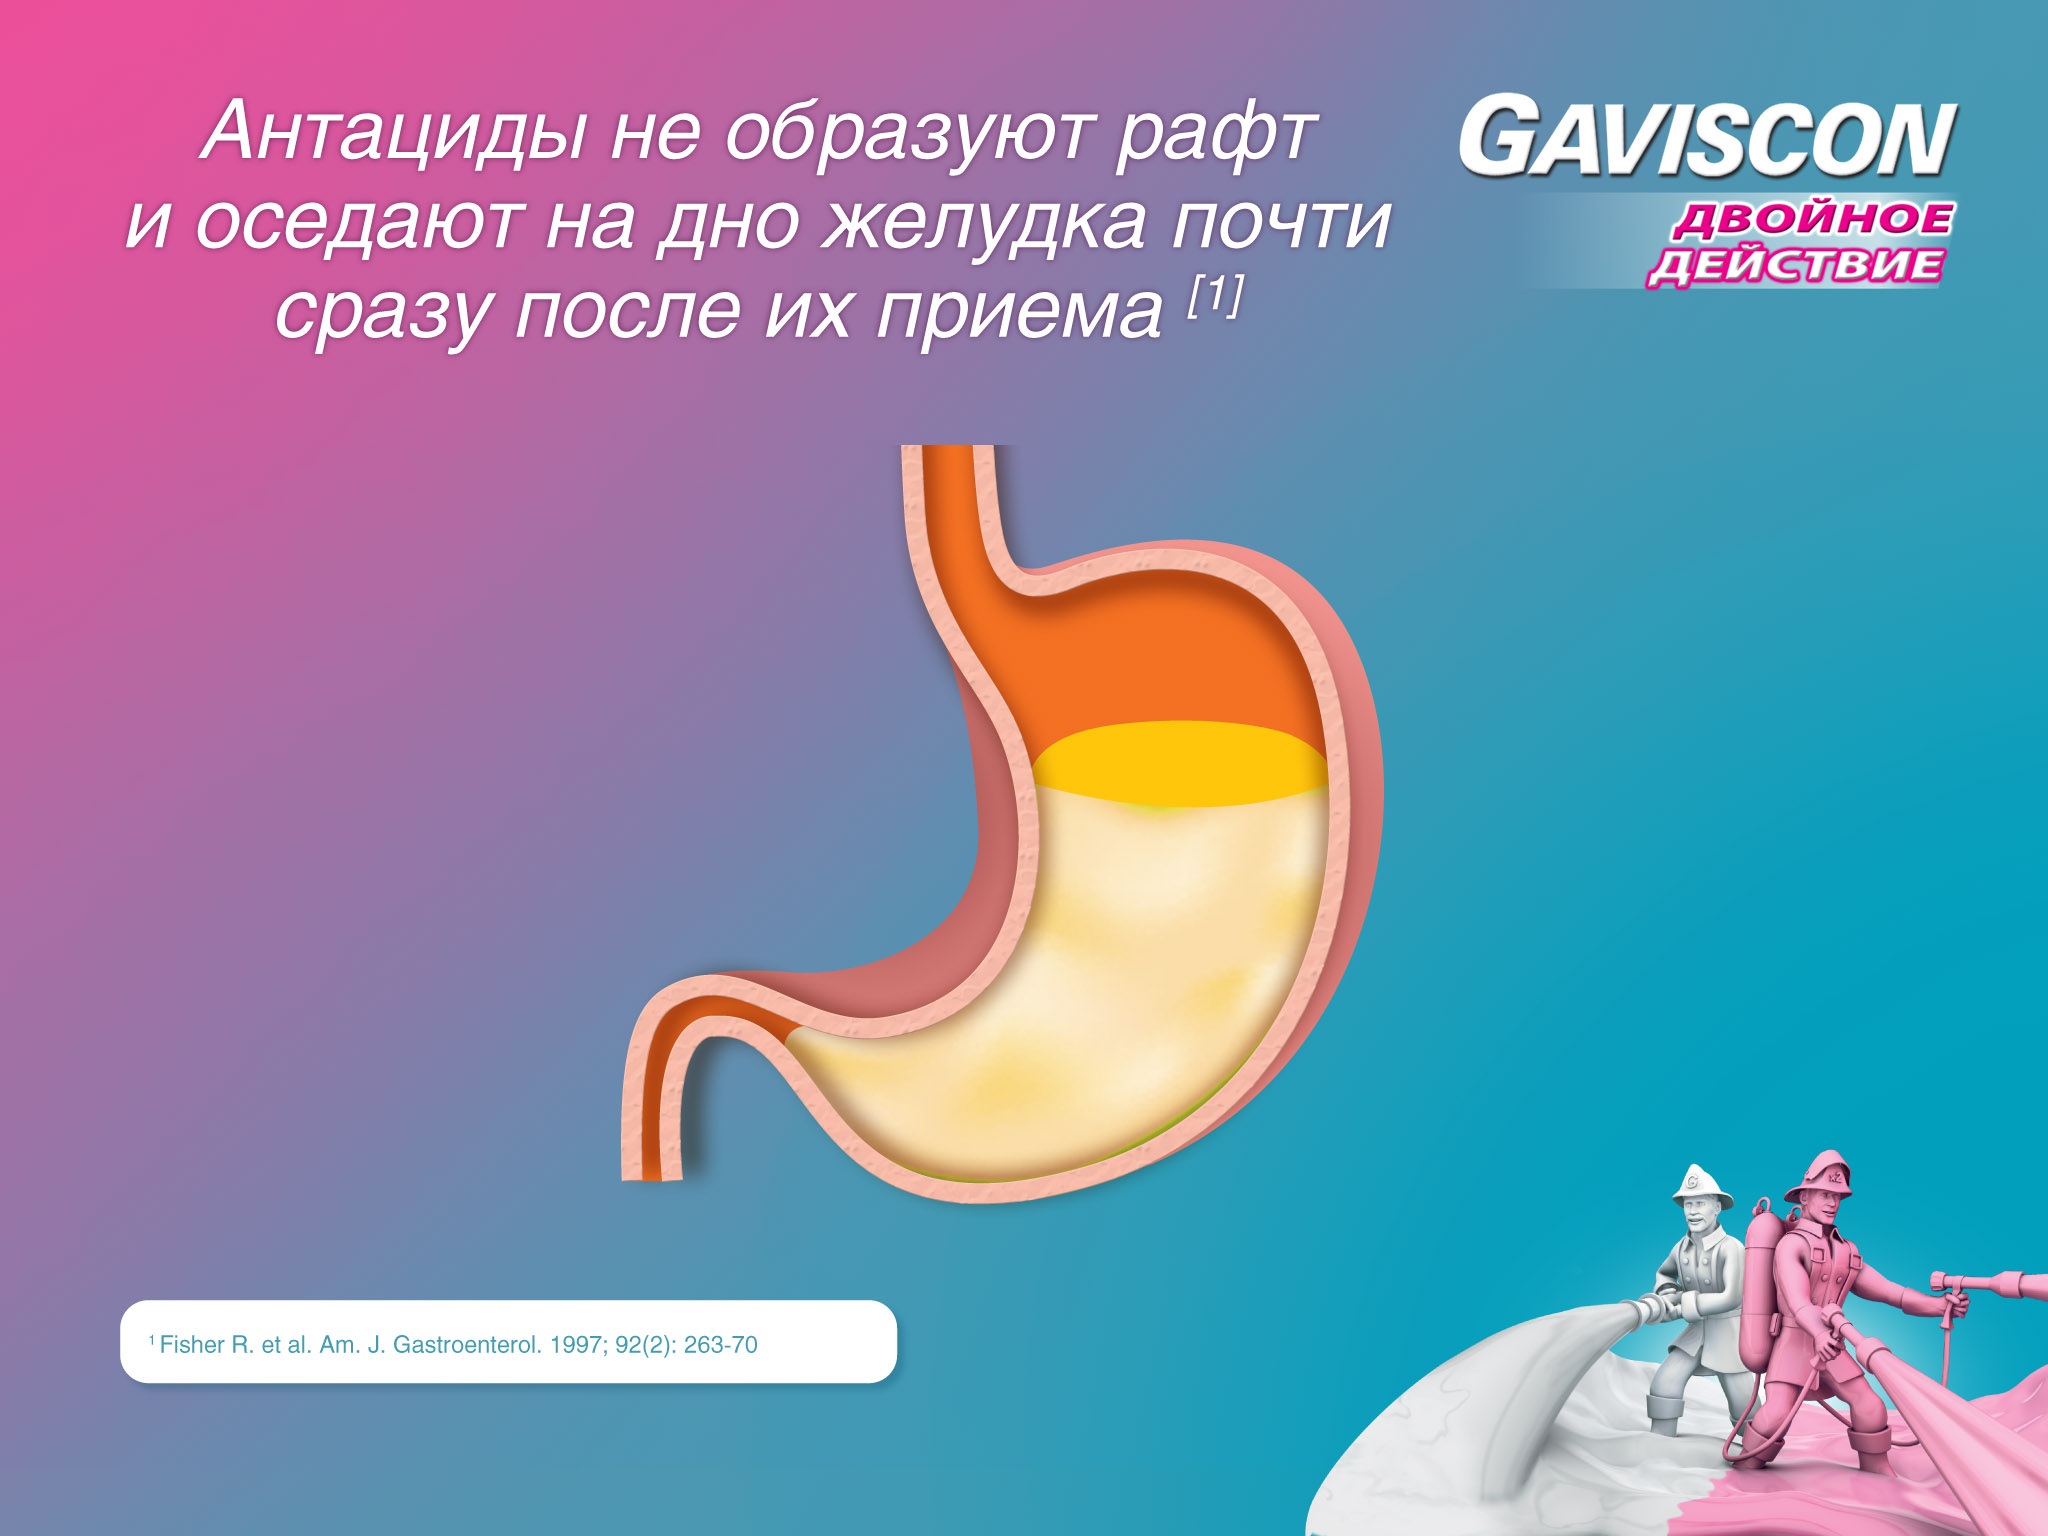 Антациды не образуют рафт
и оседают на дно желудка почти
сразу после их приема [1]
GAVISCON
ДВОЙНОЕ
ДЕЙСТВИЕ
G
x2
1 Fisher R. et al. Am. J. Gastroenterol. 1997; 92(2): 263-70